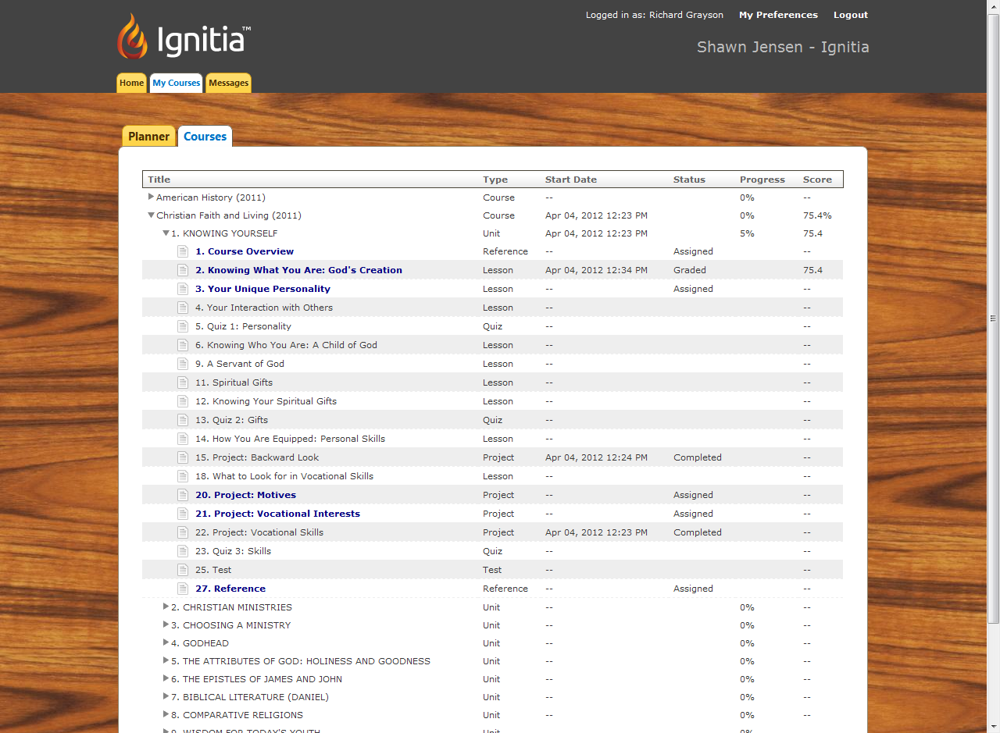 Logged in as: Richard Grayson My Preferences Logout
Ignitia™
Shawn Jensen - Ignitia
Home My Courses Messages
Planner Courses
Title Type Start Date Status Progress Score
American History (2011) Course -- 0% --
Christian Faith and Living (2011) Course Apr 04, 2012 12:23 PM 0% 75.4%
1. KNOWING YOURSELF Unit Apr 04, 2012 12:23 PM 5% 75.4
1. Course Overview Reference -- Assigned --
2. Knowing What You Are: God's Creation Lesson Apr 04, 2012 12:34 PM Graded 75.4
3. Your Unique Personality Lesson -- Assigned --
4. Your Interaction with Others Lesson -- --
5. Quiz 1: Personality Quiz -- --
6. Knowing Who You Are: A Child of God Lesson -- --
9. A Servant of God Lesson -- --
11. Spiritual Gifts Lesson -- --
12. Knowing Your Spiritual Gifts Lesson -- --
13. Quiz 2: Gifts Quiz -- --
14. How You Are Equipped: Personal Skills Lesson -- --
15. Project: Backward Look Project Apr 04, 2012 12:24 PM Completed --
18. What to Look for in Vocational Skills Lesson -- --
20. Project: Motives Project -- Assigned --
21. Project: Vocational Interests Project -- Assigned --
22. Project: Vocational Skills Project Apr 04, 2012 12:23 PM Completed --
23. Quiz 3: Skills Quiz -- --
25. Test Test -- --
27. Reference Reference -- Assigned --
2. CHRISTIAN MINISTRIES Unit -- 0% --
3. CHOOSING A MINISTRY Unit -- 0% --
4. GODHEAD Unit -- 0% --
5. THE ATTRIBUTES OF GOD: HOLINESS AND GOODNESS Unit -- 0% --
6. THE EPISTLES OF JAMES AND JOHN Unit -- 0% --
7. BIBLICAL LITERATURE (DANIEL) Unit -- 0% --
8. COMPARATIVE RELIGIONS Unit -- 0% --
9. WISDOM FOR TODAY'S YOUTH Unit -- 0% --